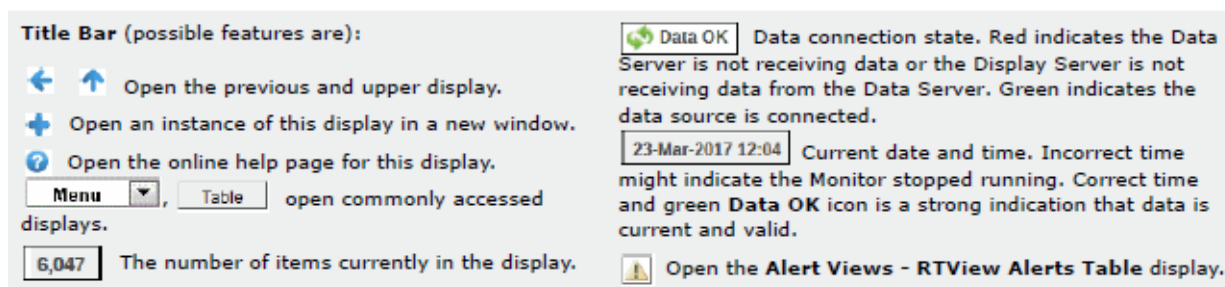 Title Bar (possible features are):
Open the previous and upper display.
Open an instance of this display in a new window.
? Open the online help page for this display.
Menu , Table open commonly accessed
displays.
6,047 The number of items currently in the display.
Data OK Data connection state. Red indicates the Data
Server is not receiving data or the Display Server is not
receiving data from the Data Server. Green indicates the
data source is connected.
23-Mar-2017 12:04 Current date and time. Incorrect time
might indicate the Monitor stopped running. Correct time
and green Data OK icon is a strong indication that data is
current and valid.
Open the Alert Views - RTView Alerts Table display.